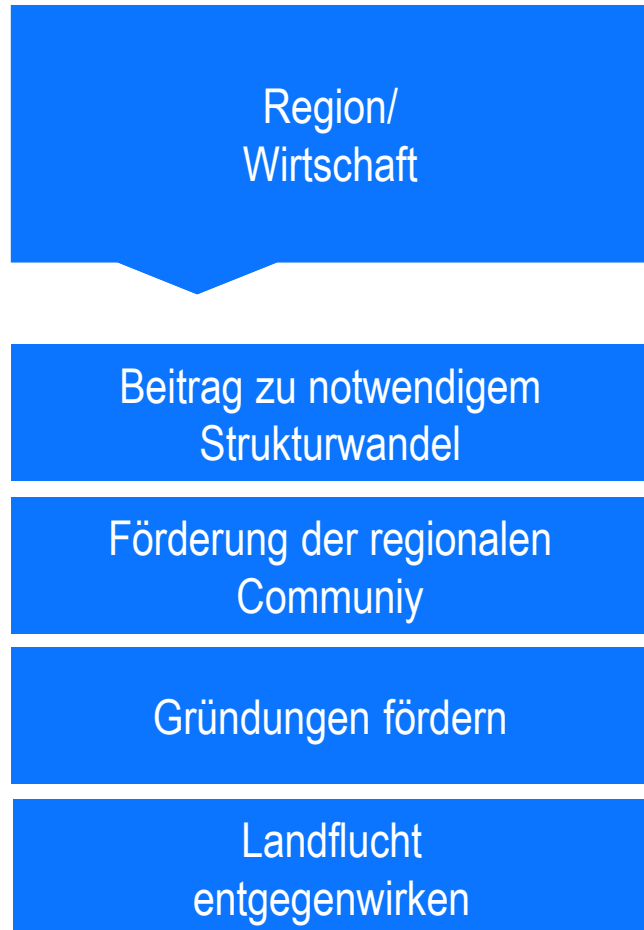 Region/
Wirtschaft
Beitrag zu notwendigem
Strukturwandel
Förderung der regionalen
Communiy
Gründungen fördern
Landflucht
entgegenwirken